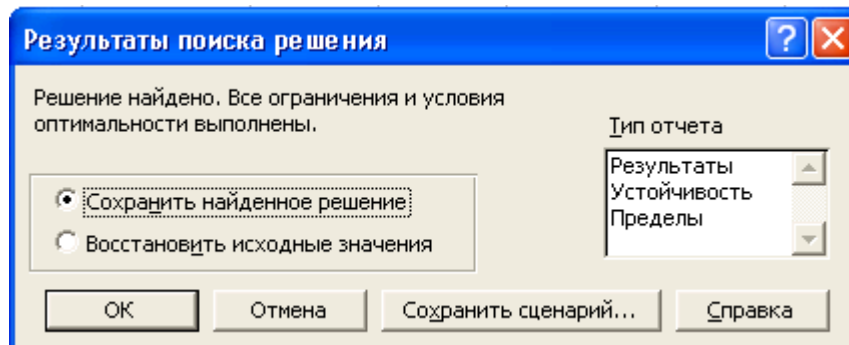 Результаты поиска решения
Решение найдено. Все ограничения и условия
оптимальности выполнены.
Тип отчета
Результаты
Устойчивость
Пределы
Сохранить найденное решение
Восстановить исходные значения
ОК
Отмена
Сохранить сценарий...
Справка